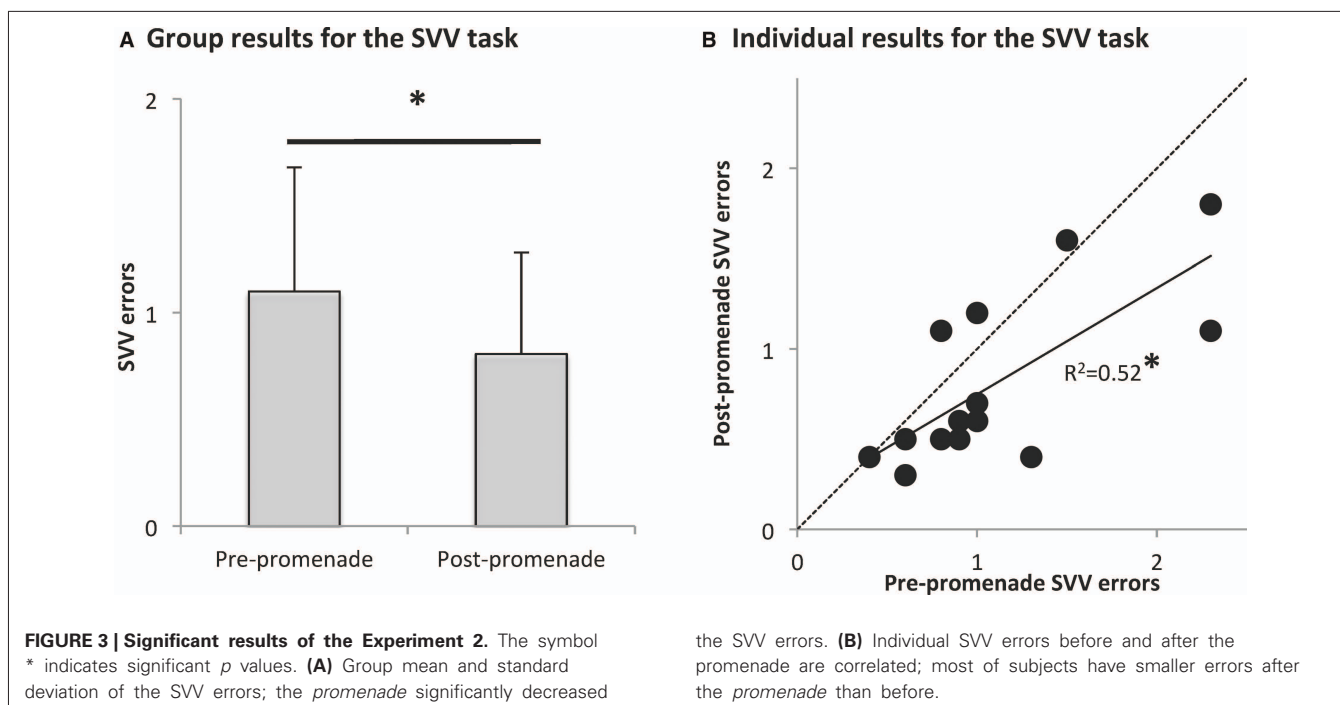 A Group results for the SVV task
*
2
1
0
SVV errors
Pre-promenade
Post-promenade
B Individual results for the SVV task
Post-promenade SVV errors
2
1
0
R²=0.52*
0
1
2
Pre-promenade SVV errors
FIGURE 3 | Significant results of the Experiment 2. The symbol
* indicates significant p values. (A) Group mean and standard
deviation of the SVV errors; the promenade significantly decreased
the SVV errors. (B) Individual SVV errors before and after the
promenade are correlated; most of subjects have smaller errors after
the promenade than before.